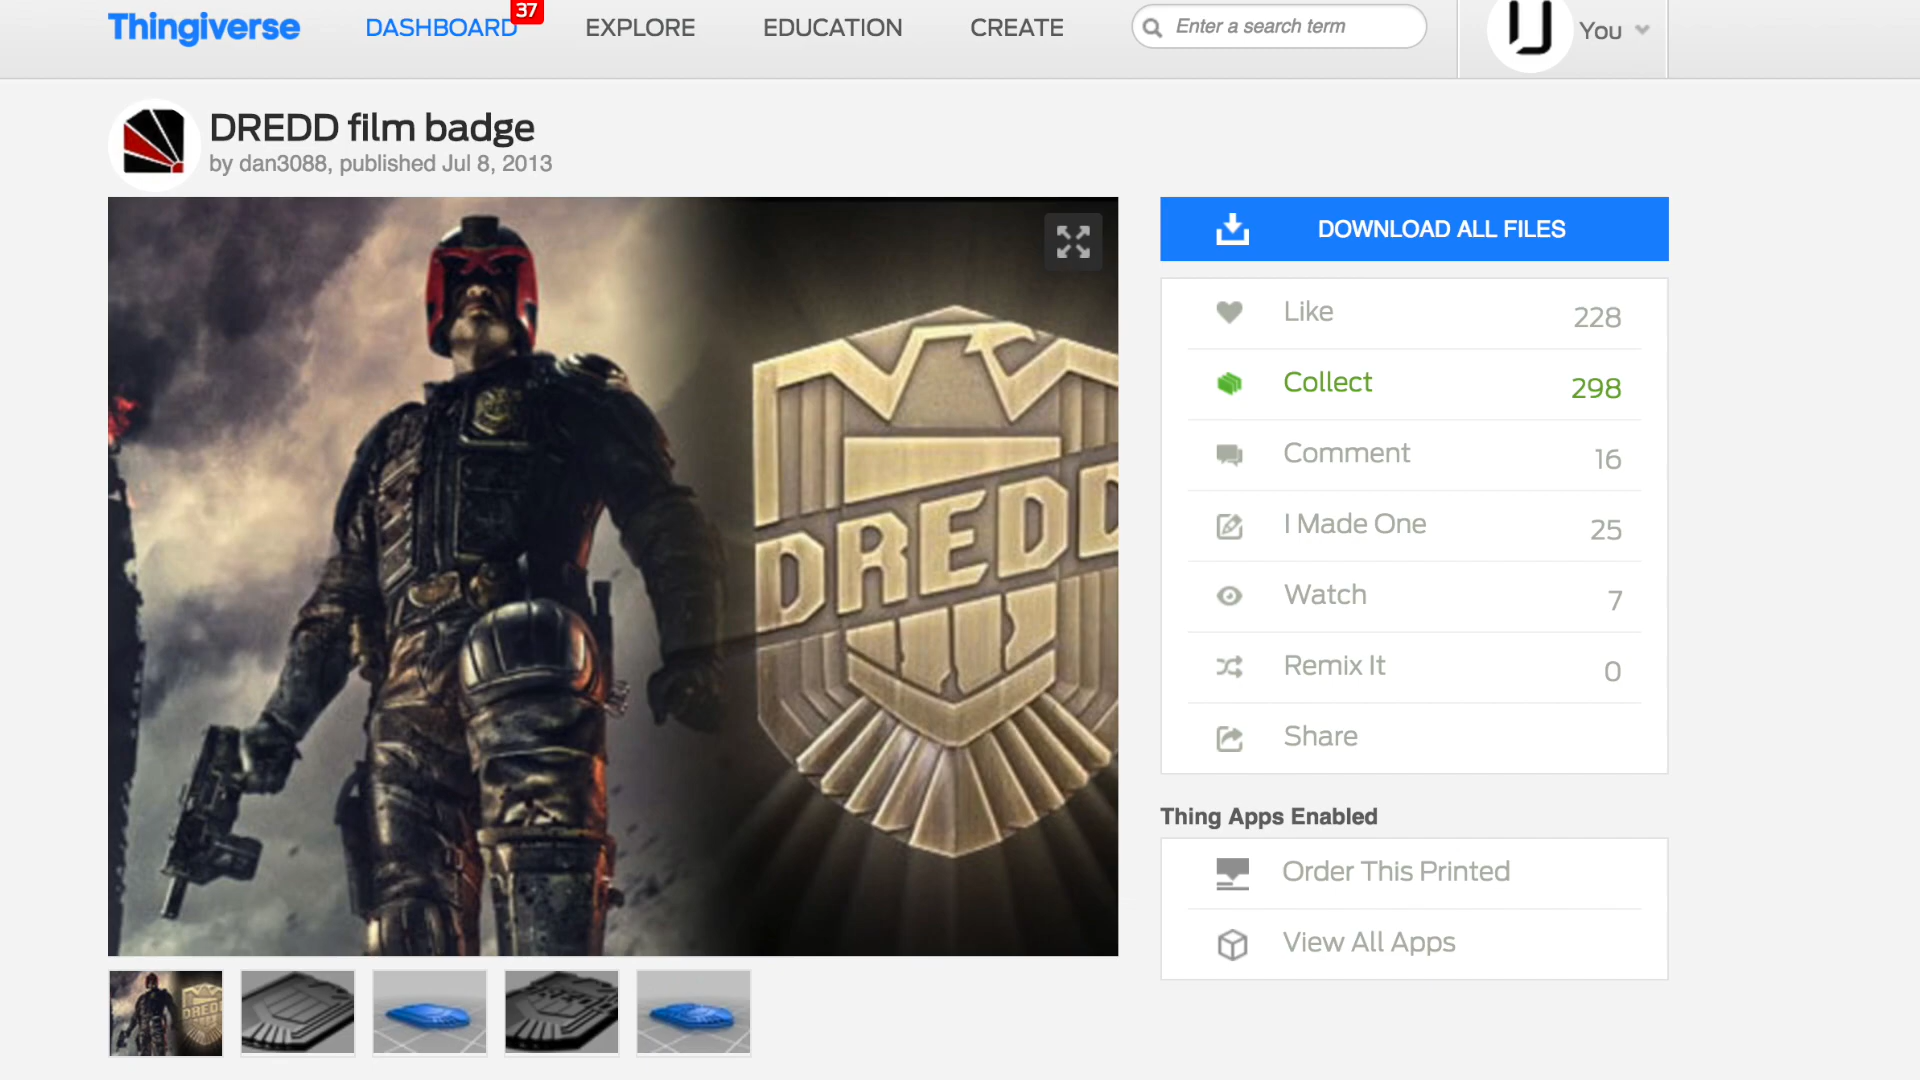 Thingiverse
DASHBOARD
37
EXPLORE
EDUCATION
CREATE
Enter a search term
You
DREDD film badge
by dan3088, published Jul 8, 2013
DREDD
DOWNLOAD ALL FILES
Like 228
Collect 298
Comment 16
I Made One 25
Watch 7
Remix It 0
Share
Thing Apps Enabled
Order This Printed
View All Apps
DREDD